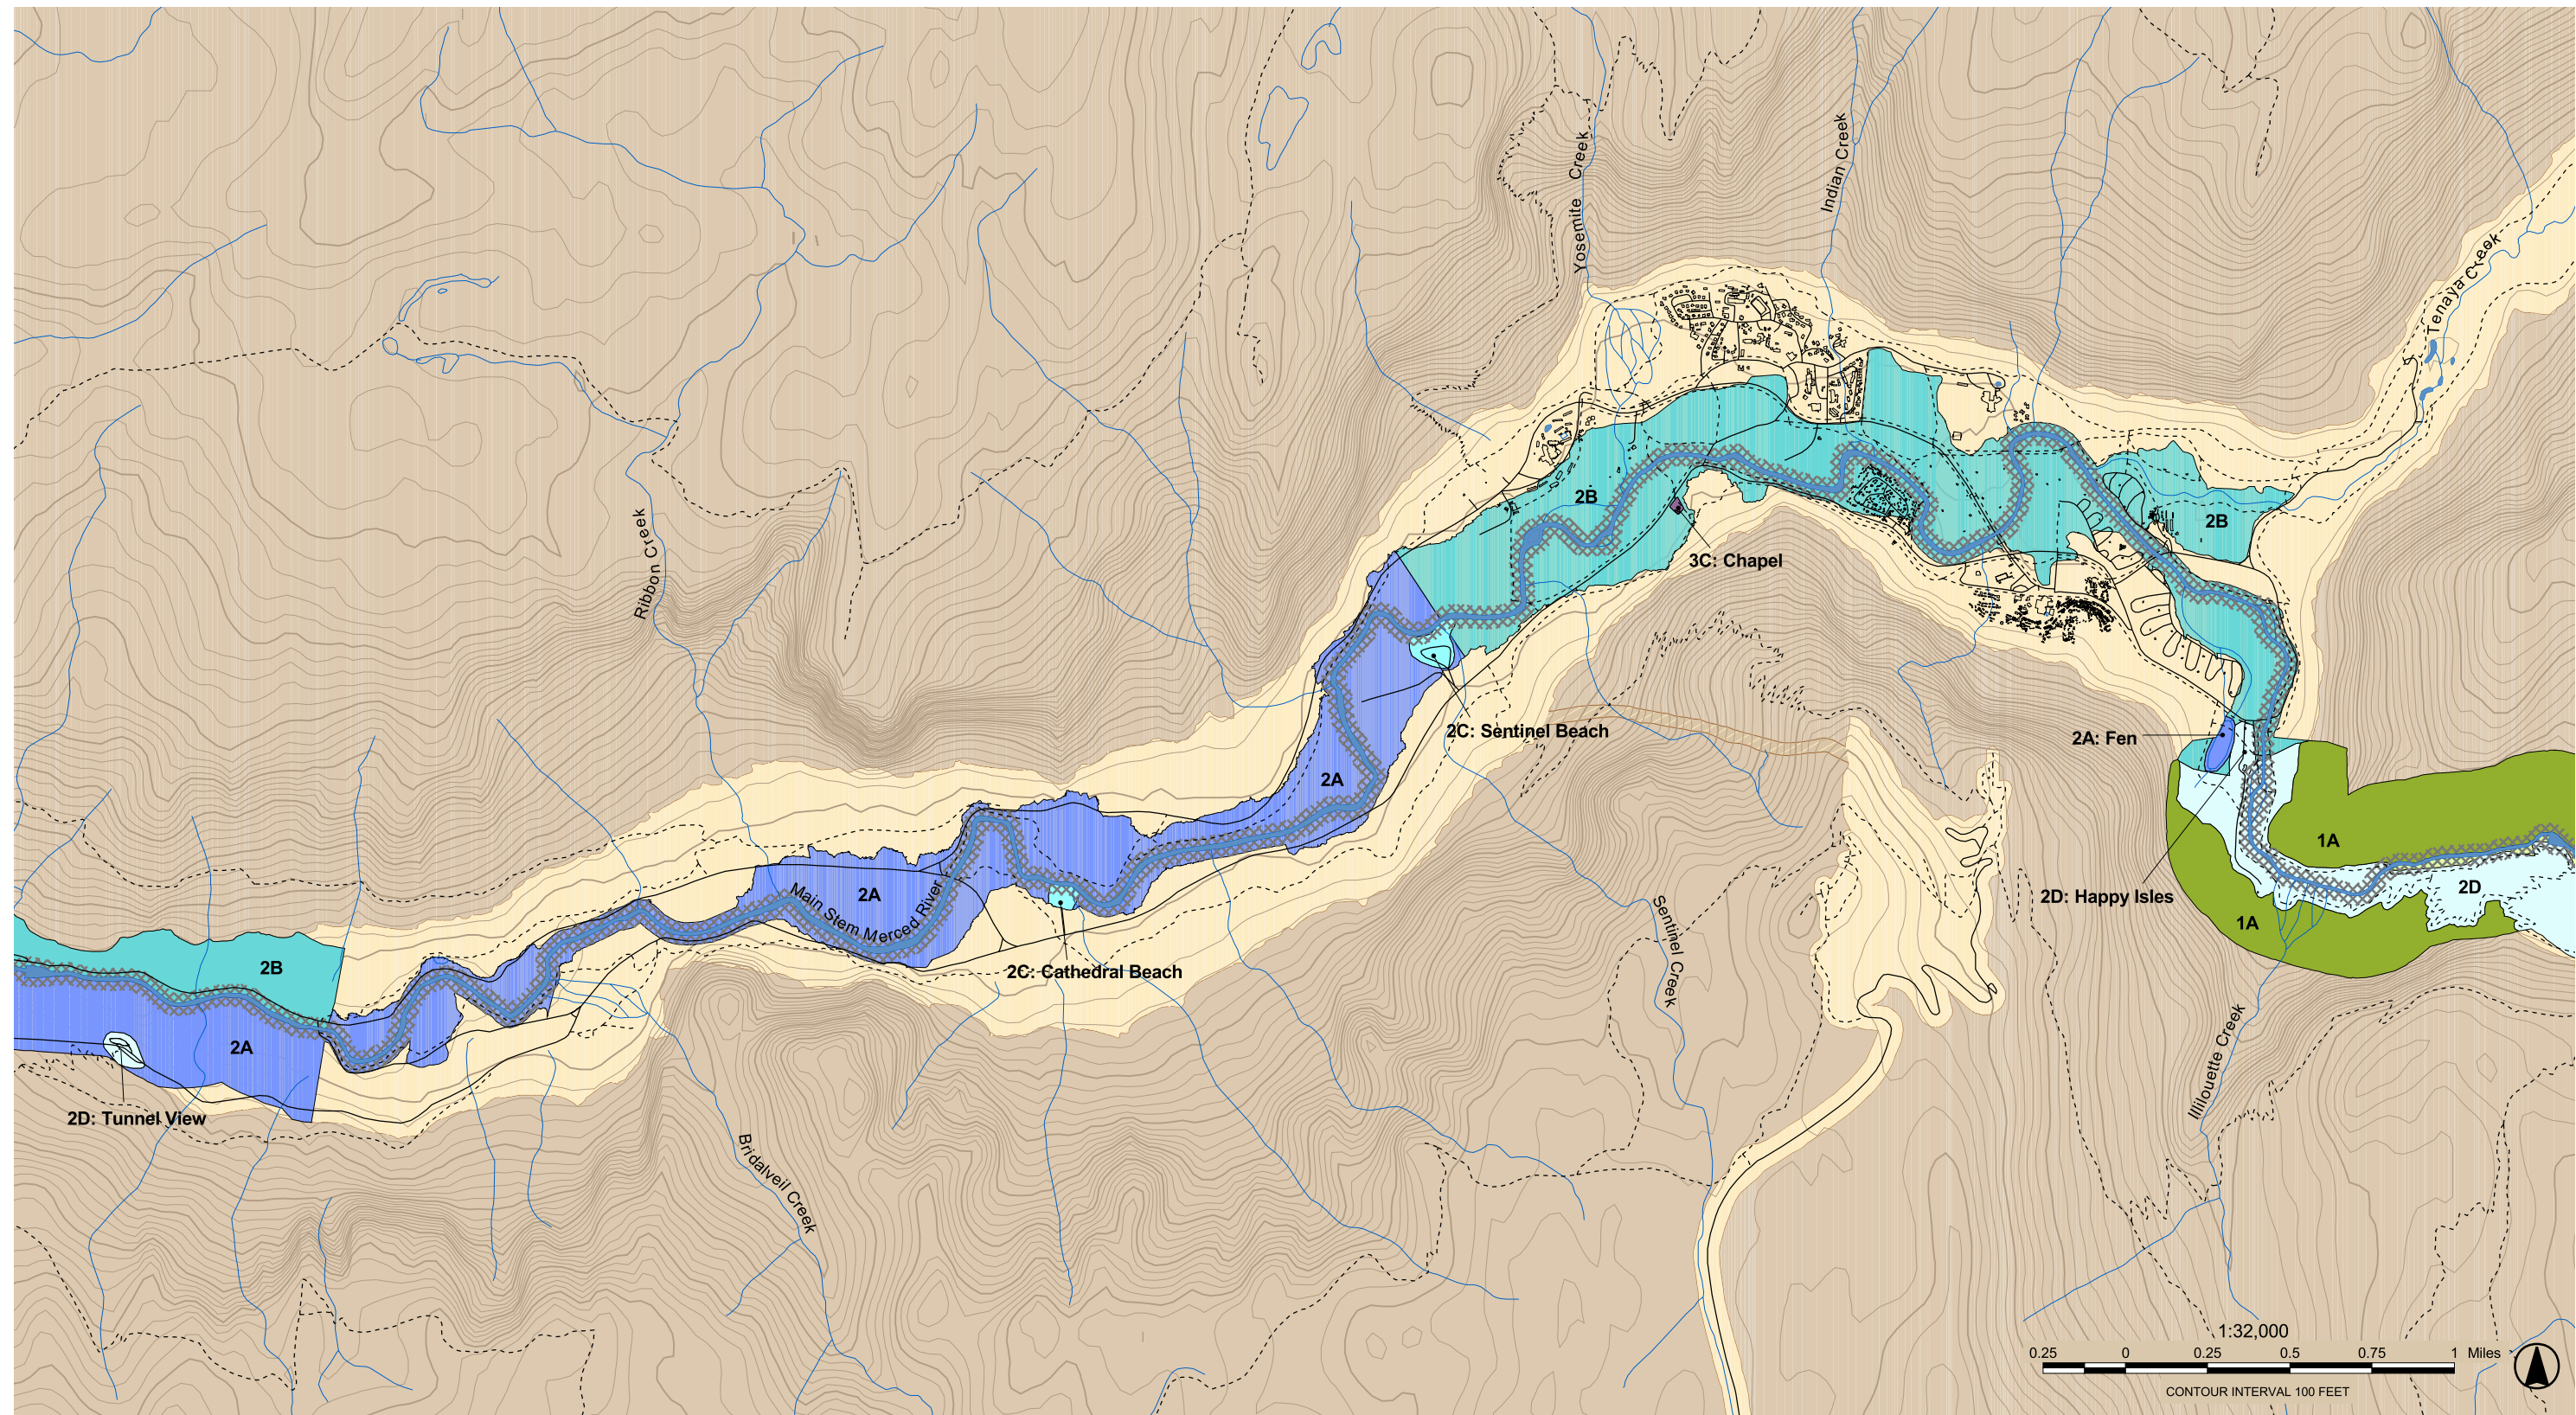 Yosemite Creek
Indian Creek
Tenaya Creek
Ribbon Creek
2B
2B
3C: Chapel
2C: Sentinel Beach
2A: Fen
2A
1A
2A
Main Stem Merced River
2D
2D: Happy Isles
1A
Sentinel Creek
2B
2C: Cathedral Beach
2A
2D: Tunnel View
Illilouette Creek
Bridalveil Creek
1:32,000
0.25 0 0.25 0.5 0.75 1 Miles
CONTOUR INTERVAL 100 FEET